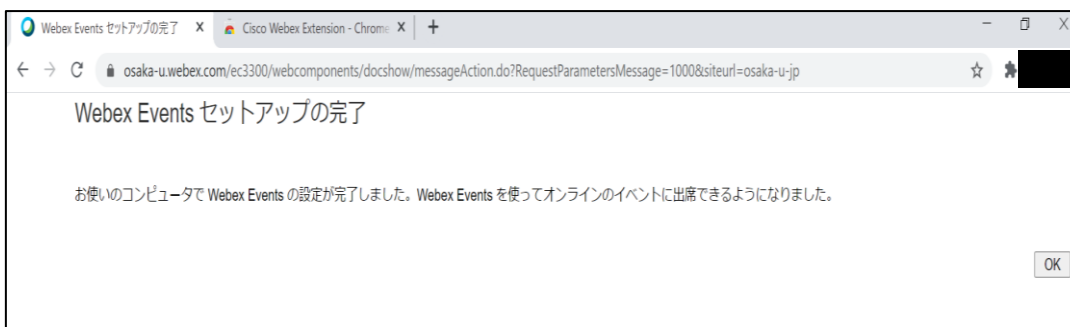 Webex Events セットアップの完了
Cisco Webex Extension - Chrome
osaka-u.webex.com/ec3300/webcomponents/docshow/messageAction.do?RequestParametersMessage=1000&siteurl=osaka-u-jp
Webex Events セットアップの完了
お使いのコンピュータで Webex Events の設定が完了しました。Webex Events を使ってオンラインのイベントに出席できるようになりました。
OK